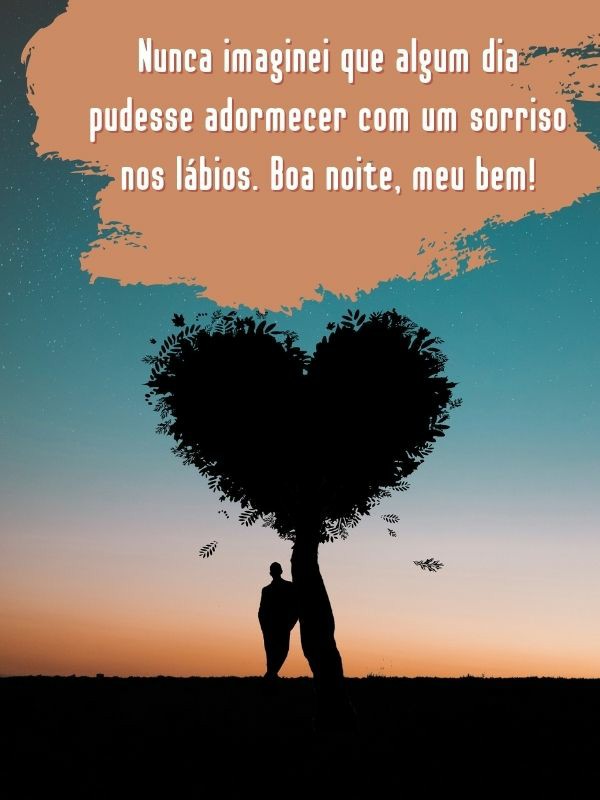 Nunca imaginei que algum dia
pudesse adormecer com um sorriso
nos lábios. Boa noite, meu bem!